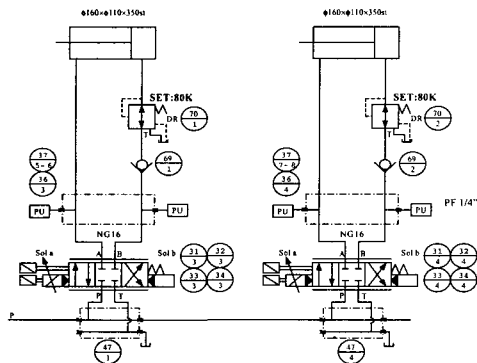 ϕ160×ϕ110×350st
ϕ160×ϕ110×350st
SET:80K
DR
T
70
1
69
1
37
5-6
36
3
PU
PU
NG16
A
B
Sol a
Sol b
31
3
32
3
33
3
34
3
P
T
47
1
SET:80K
DR
T
70
2
69
2
37
7-8
36
4
PU
PU
PF 1/4"
NG16
A
B
Sol a
Sol b
31
4
32
4
33
4
34
4
P
T
47
4
P